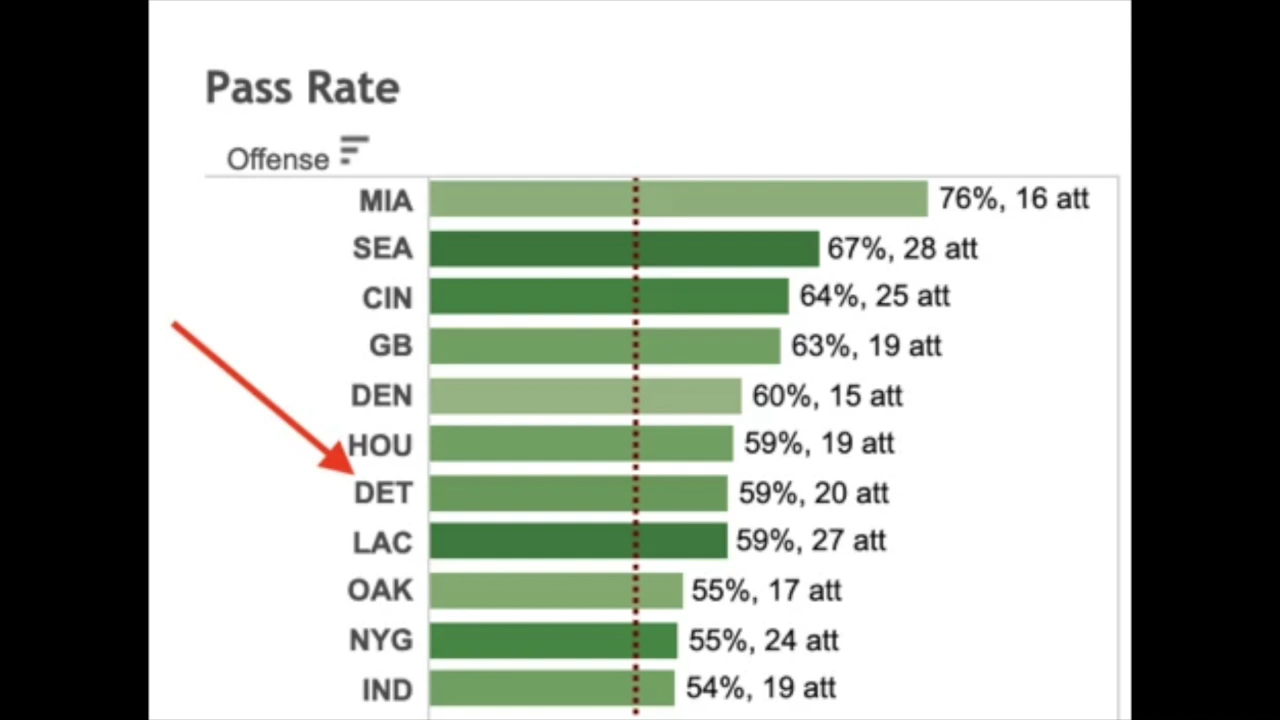 Pass Rate
Offense
MIA 76%, 16 att
SEA 67%, 28 att
CIN 64%, 25 att
GB 63%, 19 att
DEN 60%, 15 att
HOU 59%, 19 att
DET 59%, 20 att
LAC 59%, 27 att
OAK 55%, 17 att
NYG 55%, 24 att
IND 54%, 19 att